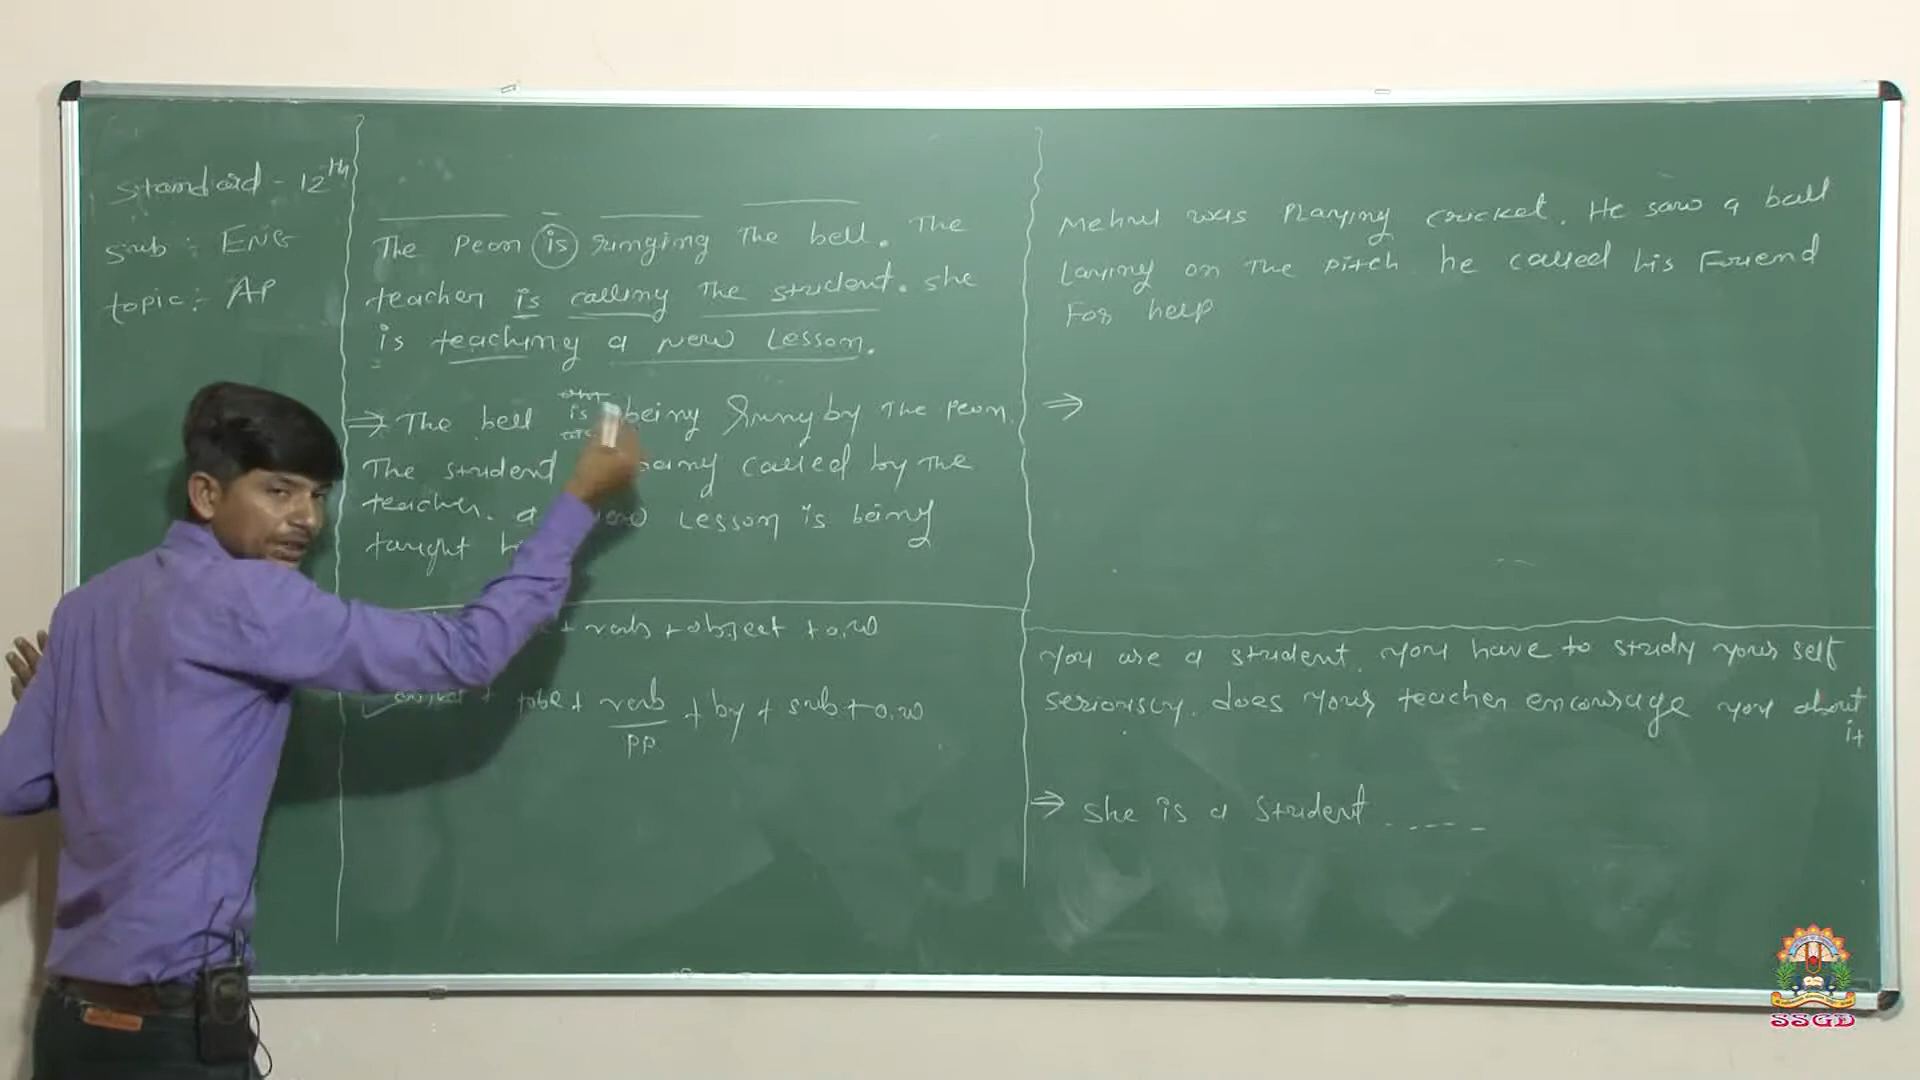 Standard - 12th
Sub : ENG
topic :- AP
The Peon is ringing The bell. The
teacher is calling The student. she
is teaching a new Lesson.
⇒ The bell is being rung by The Peon.
The student being called by The
teacher. a new Lesson is being
taught
+ verb + object + o.w
object + tobe + verb + by + sub + o.w
PP
Mehul was Playing cricket. He saw a ball
Laying on The pitch he called his Friend
For help
⇒
You are a student. You have to study your self
seriouscy. does your teacher encourage you about
it
⇒ She is a student .. ----
SSGD